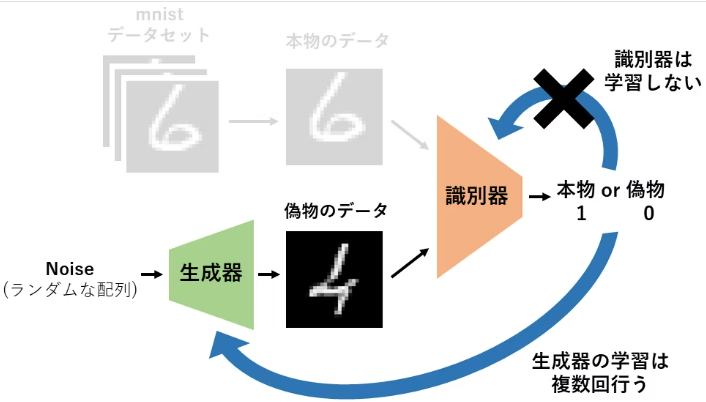 mnist
データセット
本物のデータ
識別器は
学習しない
識別器
本物 or 偽物
1 0
偽物のデータ
Noise
(ランダムな配列)
生成器
生成器の学習は
複数回行う